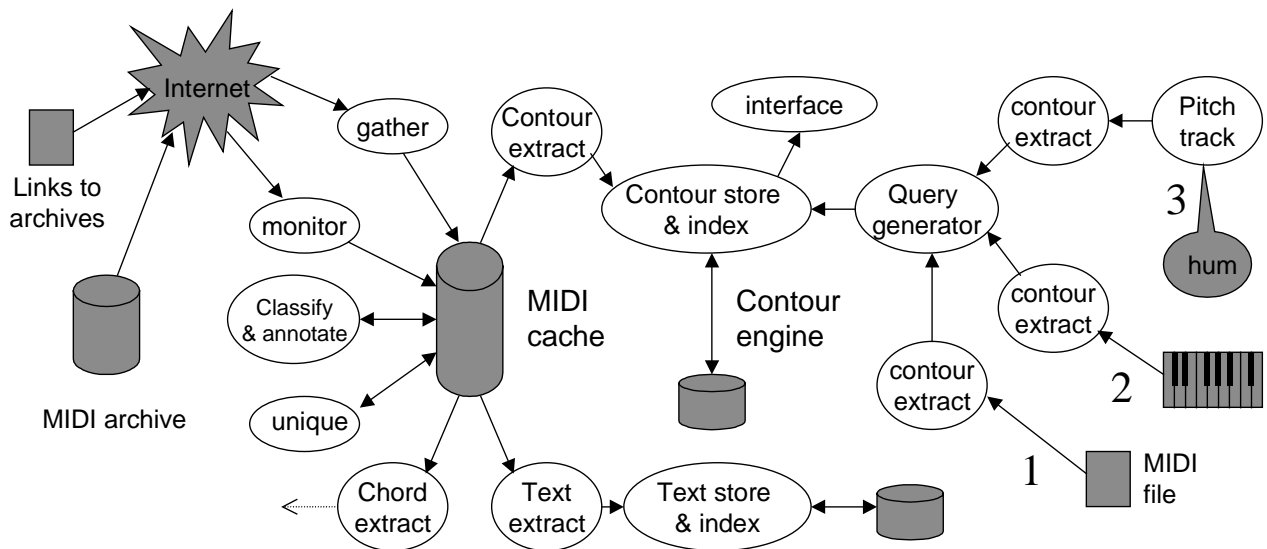 Internet
Links to
archives
MIDI archive
gather
monitor
Classify
& annotate
unique
MIDI
cache
Contour
extract
interface
Contour store
& index
Contour
engine
Query
generator
contour
extract
Pitch
track
3
hum
contour
extract
2
contour
extract
1
MIDI
file
Chord
extract
Text
extract
Text store
& index